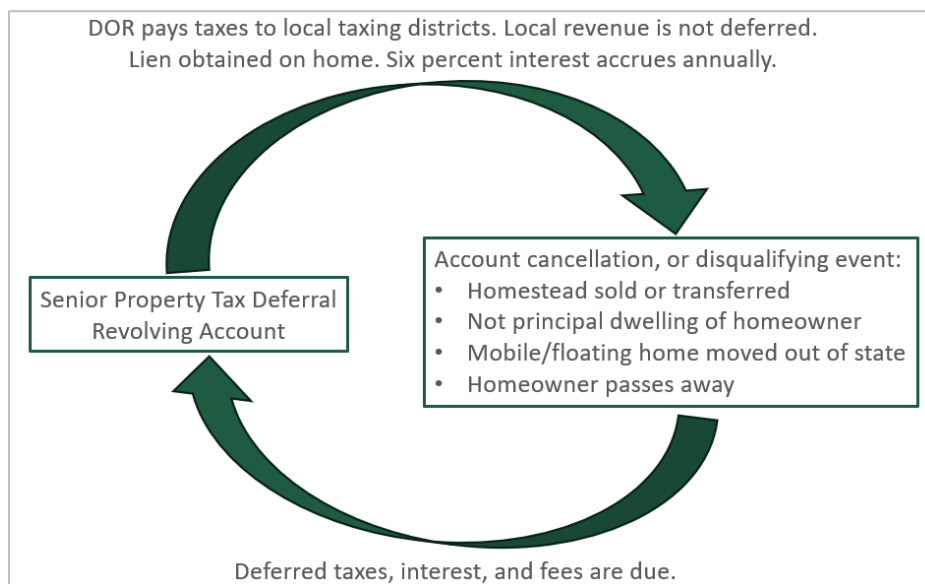 DOR pays taxes to local taxing districts. Local revenue is not deferred.
Lien obtained on home. Six percent interest accrues annually.
Senior Property Tax Deferral
Revolving Account
Account cancellation, or disqualifying event:
• Homestead sold or transferred
• Not principal dwelling of homeowner
• Mobile/floating home moved out of state
• Homeowner passes away
Deferred taxes, interest, and fees are due.